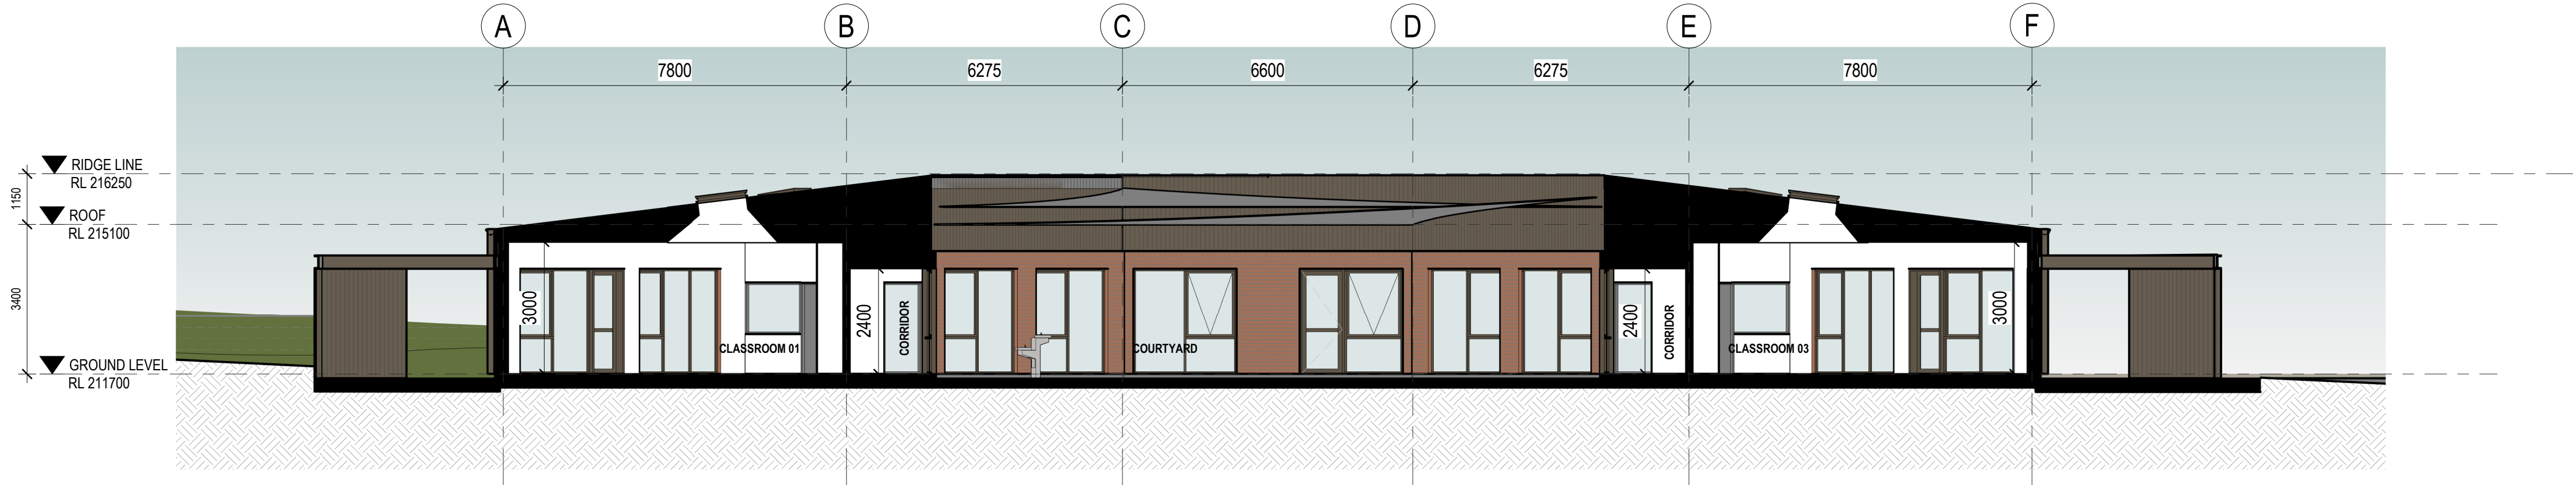 A
B
C
D
E
F
7800
6275
6600
6275
7800
RIDGE LINE
RL 216250
1150
ROOF
RL 215100
3400
GROUND LEVEL
RL 211700
3000
CLASSROOM 01
2400
CORRIDOR
COURTYARD
2400
CORRIDOR
CLASSROOM 03
3000